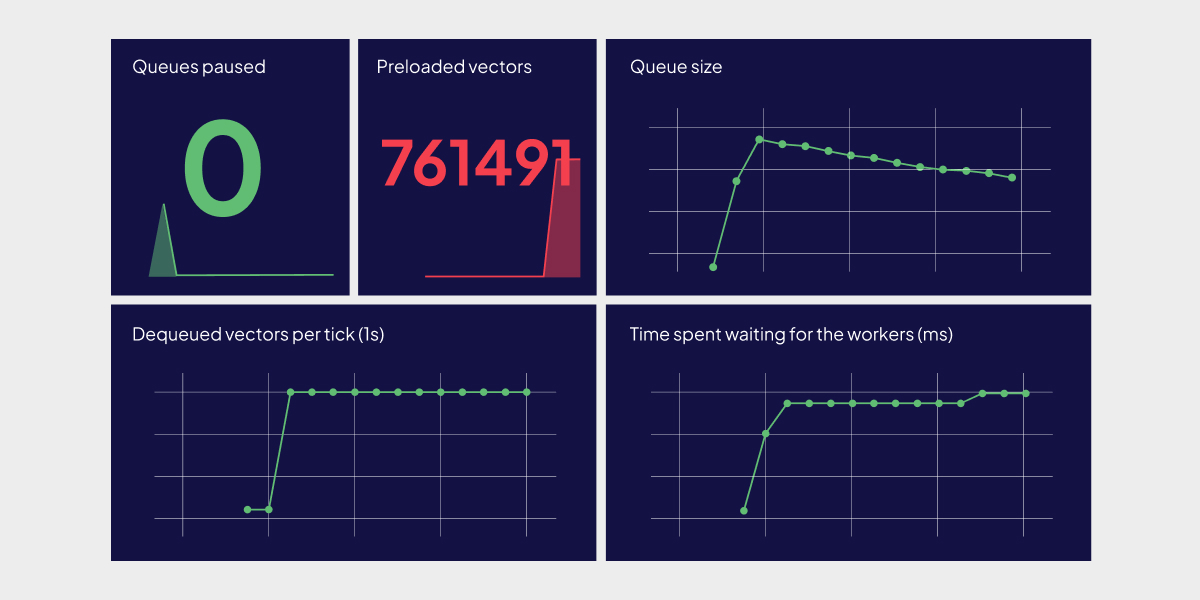 Queues paused
0
Preloaded vectors
761491
Queue size
Dequeued vectors per tick (1s)
Time spent waiting for the workers (ms)